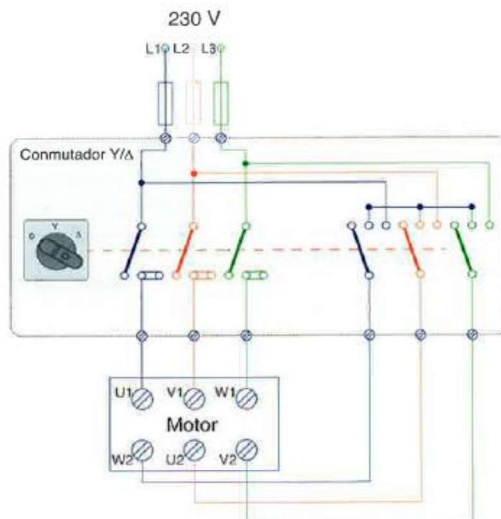 230 V
L1 L2 L3
Conmutador Y/Δ
0 Y Δ
U1 V1 W1
Motor
W2 U2 V2